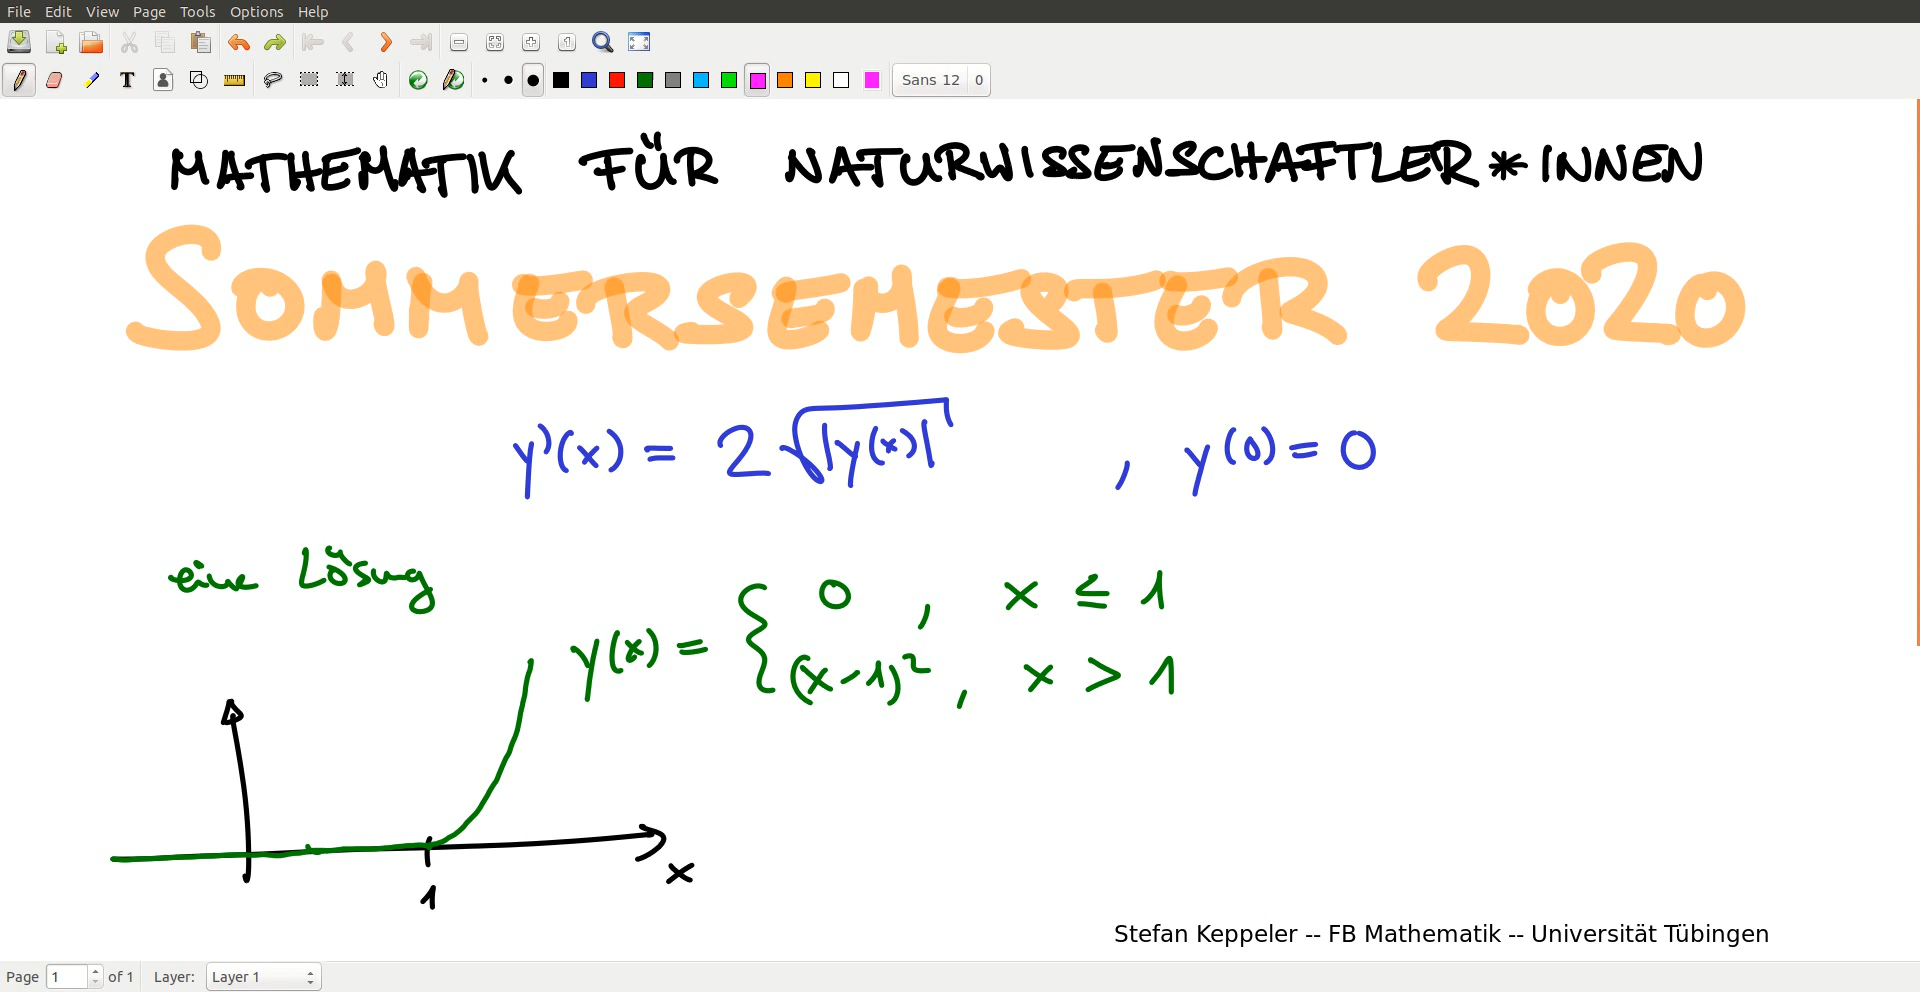 File Edit View Page Tools Options Help
T Sans 12 0
MATHEMATIK FÜR NATURWISSENSCHAFTLER*INNEN
SOMMERSEMESTER 2020
y'(x) = 2√|y(x)| , y(0) = 0
eine Lösung
y(x) = { 0 , x ≤ 1
(x-1)², x > 1
x
1
Stefan Keppeler -- FB Mathematik -- Universität Tübingen
Page 1 of 1 Layer: Layer 1